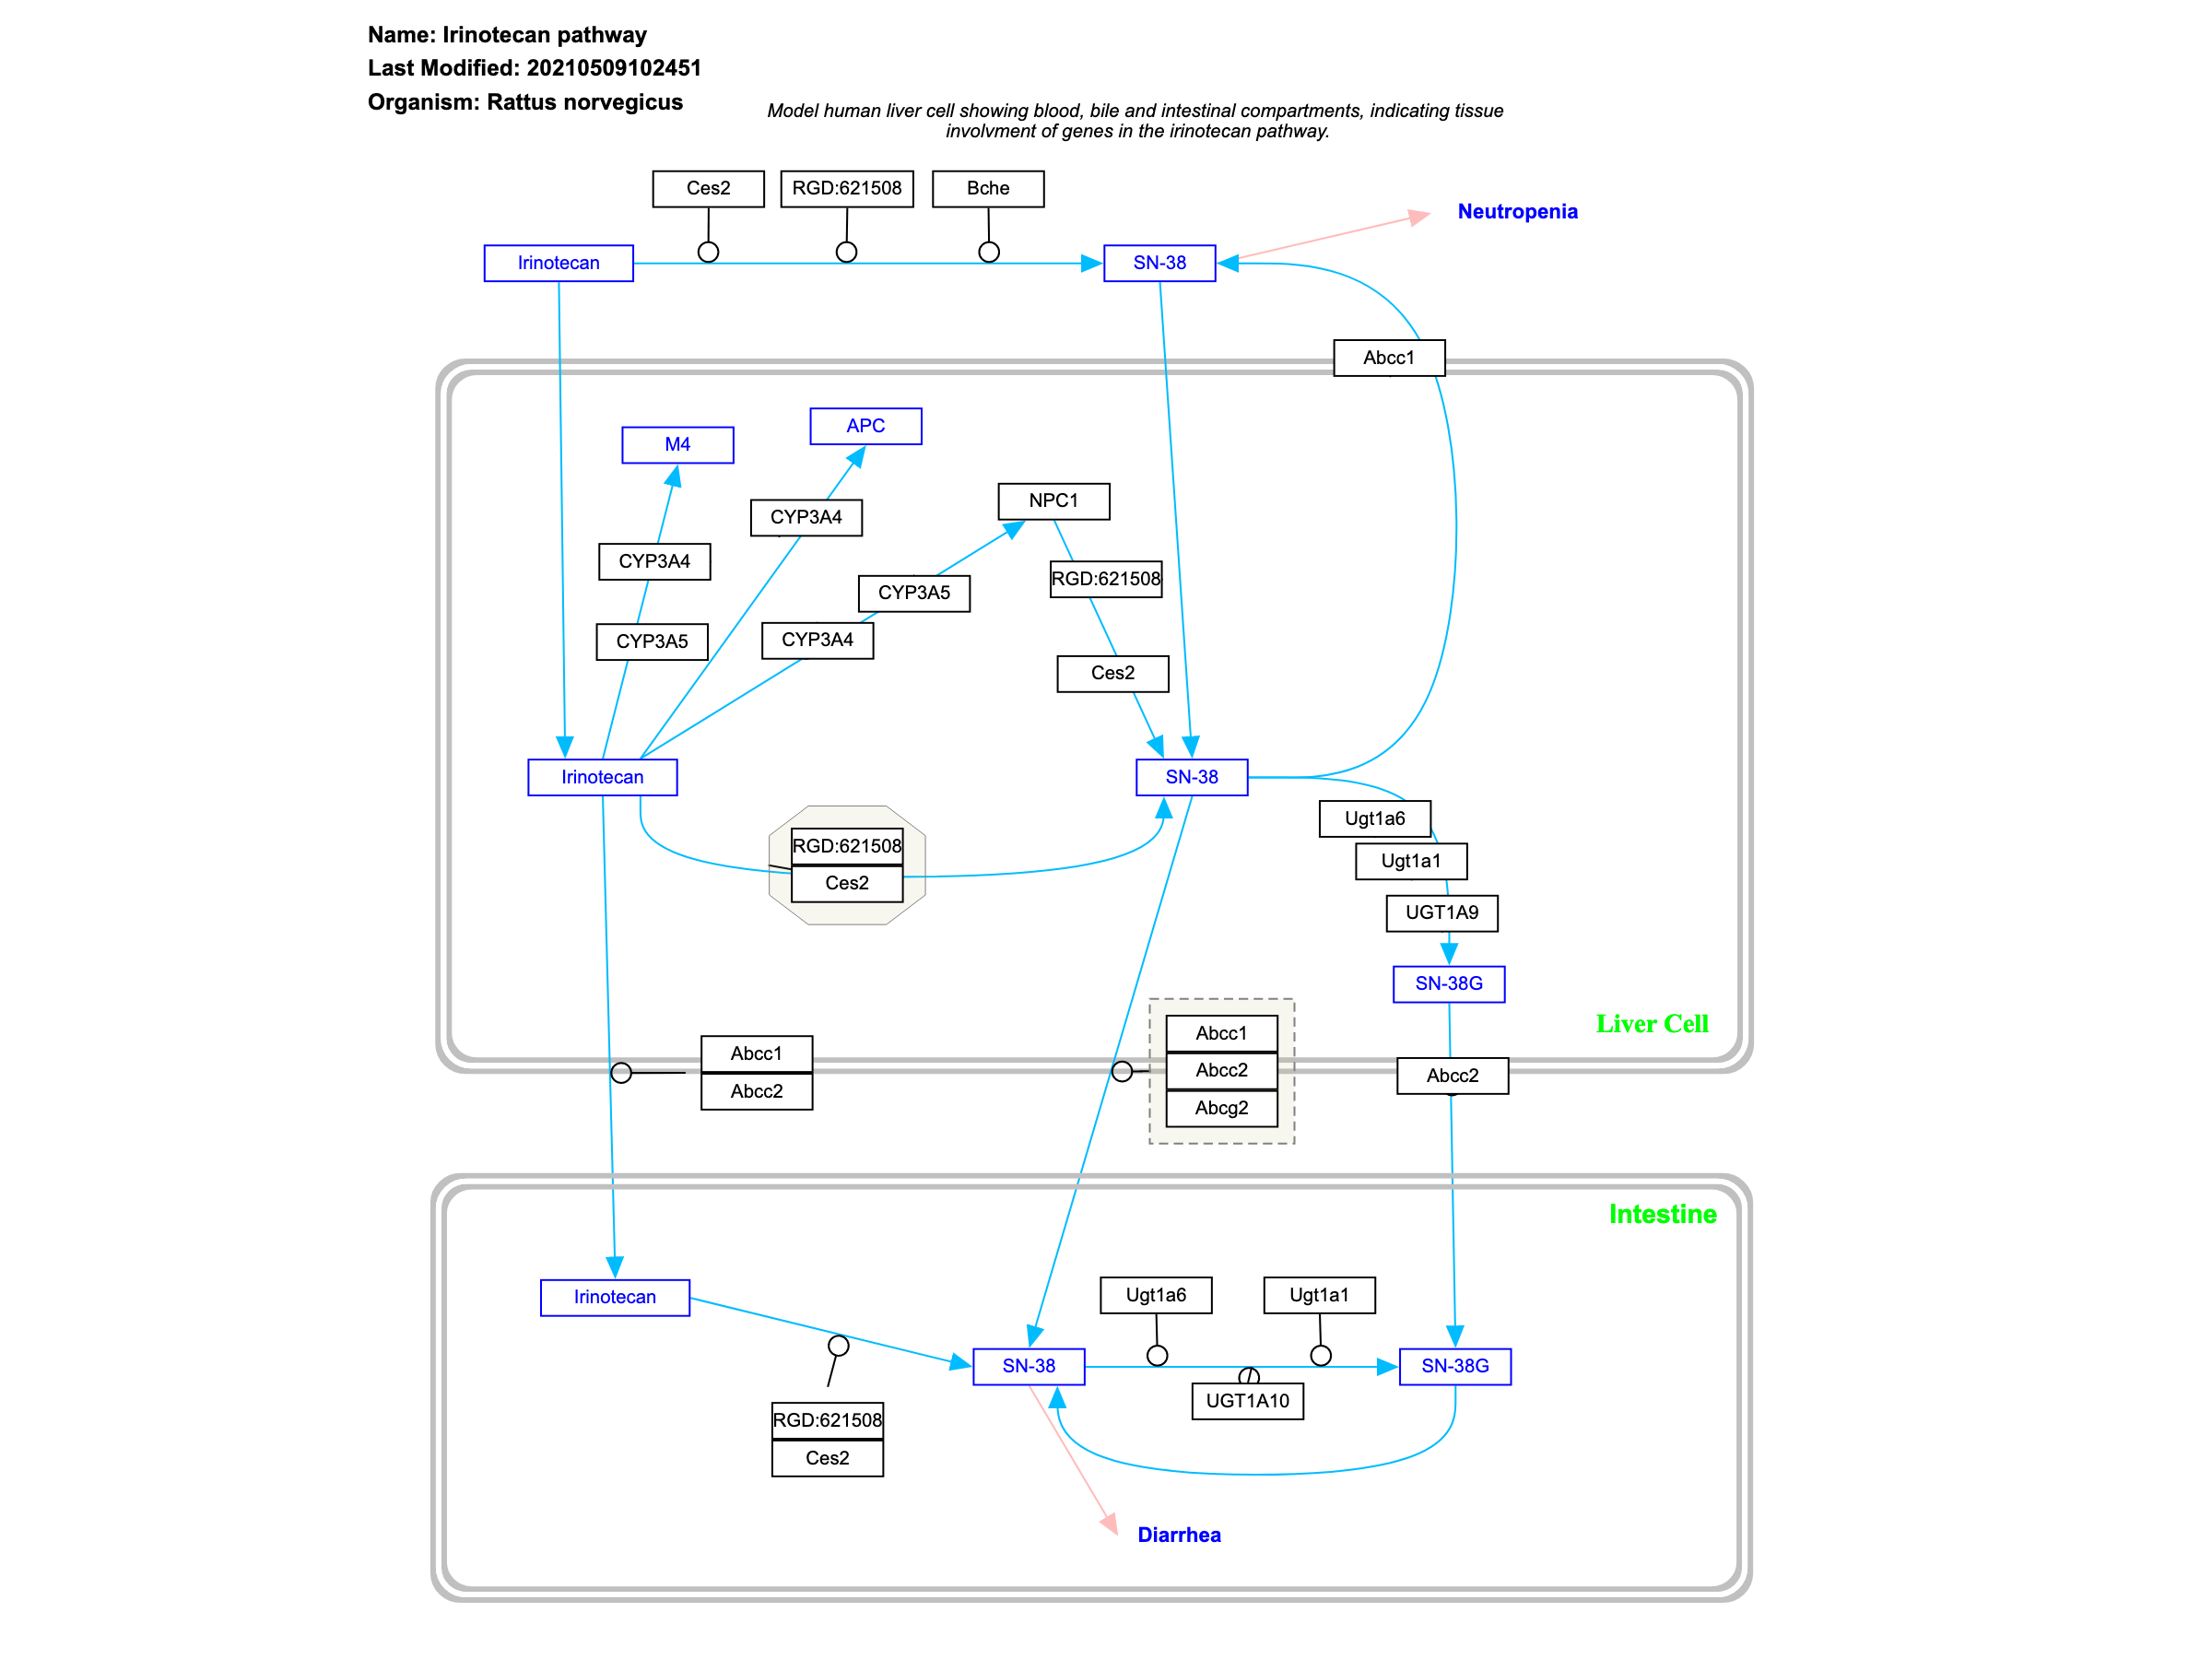 Name: Irinotecan pathway
Last Modified: 20210509102451
Organism: Rattus norvegicus
Model human liver cell showing blood, bile and intestinal compartments, indicating tissue
involvment of genes in the irinotecan pathway.
Ces2
RGD:621508
Bche
Neutropenia
Irinotecan
SN-38
Abcc1
APC
M4
NPC1
CYP3A4
CYP3A4
RGD:621508
CYP3A5
CYP3A5
CYP3A4
Ces2
Irinotecan
SN-38
Ugt1a6
RGD:621508
Ces2
Ugt1a1
UGT1A9
SN-38G
Liver Cell
Abcc1
Abcc2
Abcc1
Abcc2
Abcg2
Abcc2
Intestine
Irinotecan
Ugt1a6
Ugt1a1
SN-38
SN-38G
UGT1A10
RGD:621508
Ces2
Diarrhea